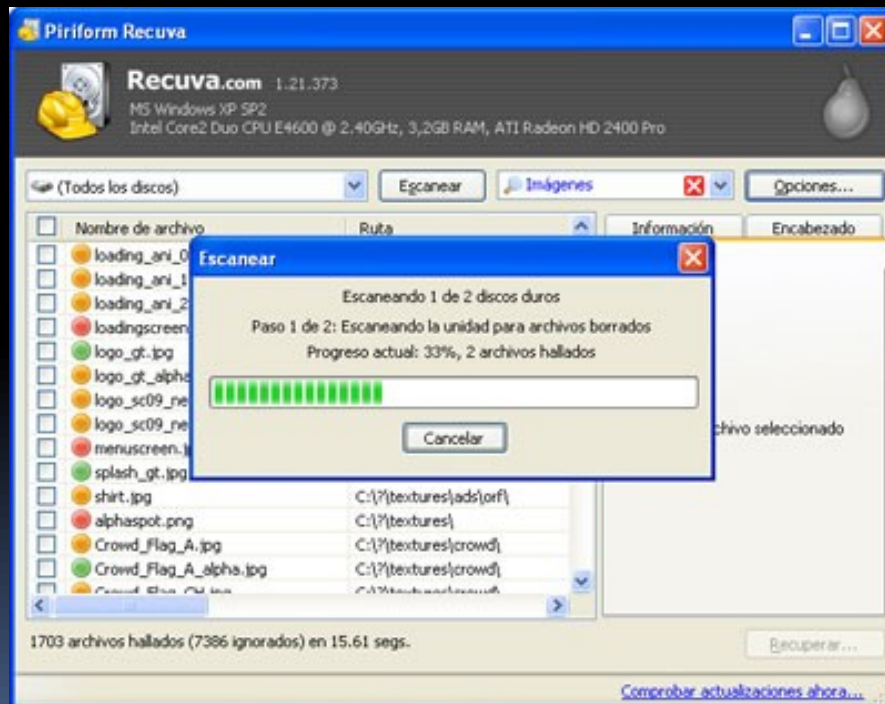 Piriform Recuva
Recuva.com 1.21.373
MS Windows XP SP2
Intel Core2 Duo CPU E4600 @ 2.40GHz, 3,2GB RAM, ATI Radeon HD 2400 Pro
(Todos los discos) Escanear Imágenes Opciones...
Nombre de archivo Ruta Información Encabezado
loading_ani_0
loading_ani_1
loading_ani_2
loadingscreen
logo_gt.jpg
logo_gt_alpha
logo_sc09_ne
logo_sc09_ne
menuscreen.j
splash_gt.jpg
Escanear
Escaneando 1 de 2 discos duros
Paso 1 de 2: Escaneando la unidad para archivos borrados
Progreso actual: 33%, 2 archivos hallados
Cancelar
chivo seleccionado
shirt.jpg C:\?\textures\ads\orf\
alphaspot.png C:\?\textures\
Crowd_Flag_A.jpg C:\?\textures\crowd\
Crowd_Flag_A_alpha.jpg C:\?\textures\crowd\
1703 archivos hallados (7386 ignorados) en 15.61 segs.
Recuperar...
Comprobar actualizaciones ahora...